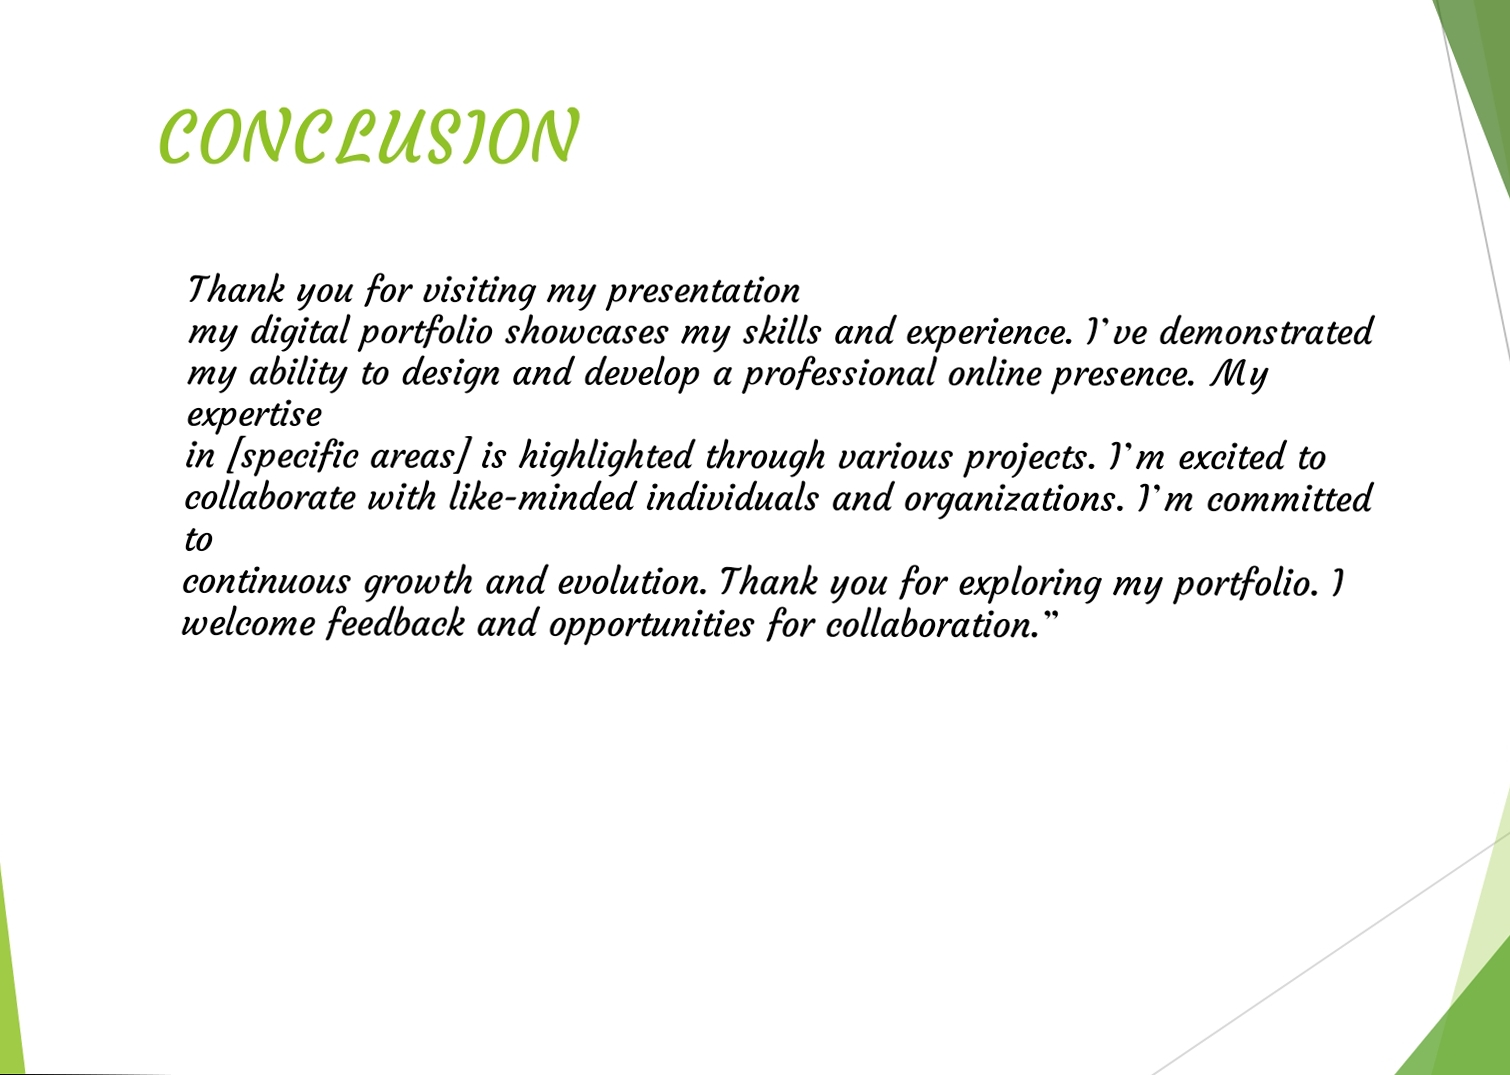 CONCLUSION
Thank you for visiting my presentation
my digital portfolio showcases my skills and experience. I’ve demonstrated
my ability to design and develop a professional online presence. My
expertise
in [specific areas] is highlighted through various projects. I’m excited to
collaborate with like-minded individuals and organizations. I’m committed
to
continuous growth and evolution. Thank you for exploring my portfolio. I
welcome feedback and opportunities for collaboration.”